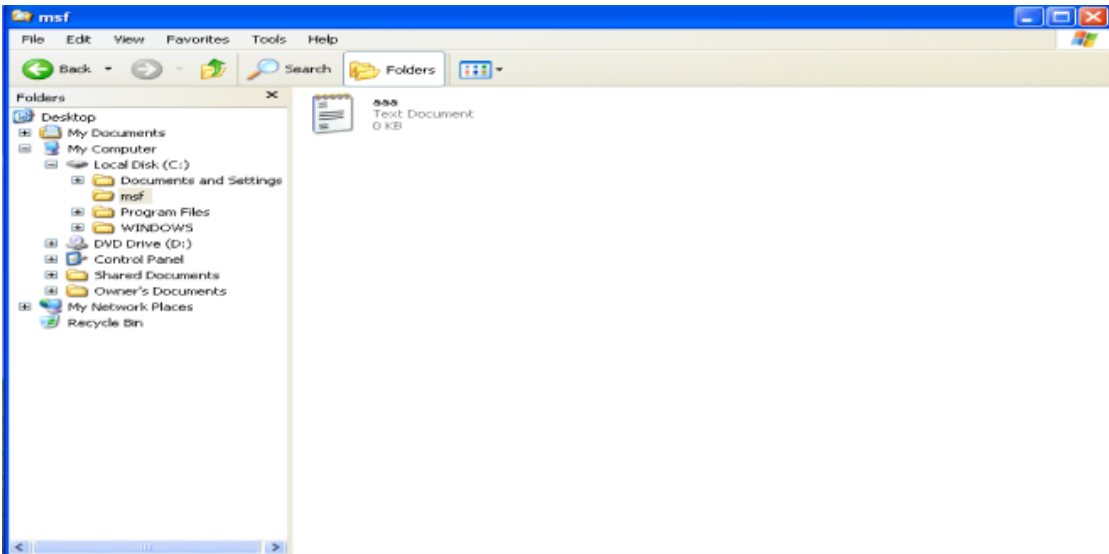 msf
File Edit View Favorites Tools Help
Back Search Folders
Folders
Desktop
My Documents
My Computer
Local Disk (C:)
Documents and Settings
msf
Program Files
WINDOWS
DVD Drive (D:)
Control Panel
Shared Documents
Owner's Documents
My Network Places
Recycle Bin
aaa
Text Document
0 KB